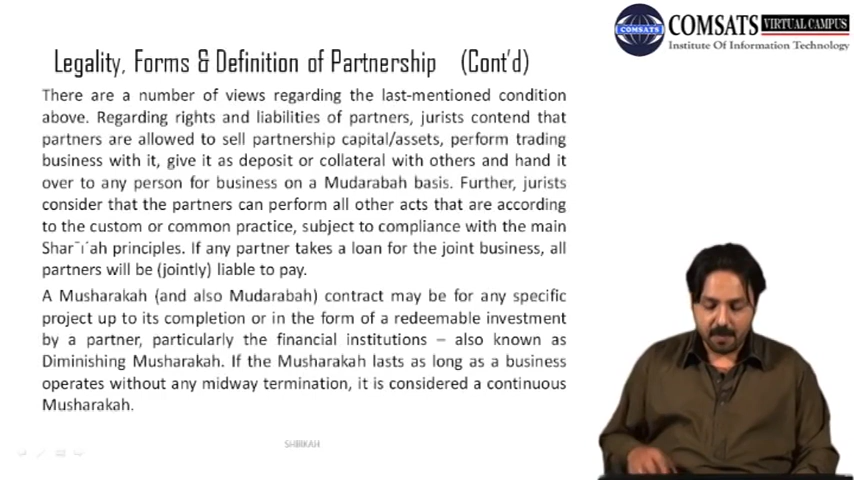 COMSATS
COMSATS VIRTUAL CAMPUS
Institute Of Information Technology
Legality, Forms & Definition of Partnership (Cont'd)
There are a number of views regarding the last-mentioned condition
above. Regarding rights and liabilities of partners, jurists contend that
partners are allowed to sell partnership capital/assets, perform trading
business with it, give it as deposit or collateral with others and hand it
over to any person for business on a Mudarabah basis. Further, jurists
consider that the partners can perform all other acts that are according
to the custom or common practice, subject to compliance with the main
Shar¯ı´ah principles. If any partner takes a loan for the joint business, all
partners will be (jointly) liable to pay.
A Musharakah (and also Mudarabah) contract may be for any specific
project up to its completion or in the form of a redeemable investment
by a partner, particularly the financial institutions – also known as
Diminishing Musharakah. If the Musharakah lasts as long as a business
operates without any midway termination, it is considered a continuous
Musharakah.
SHIRKAH